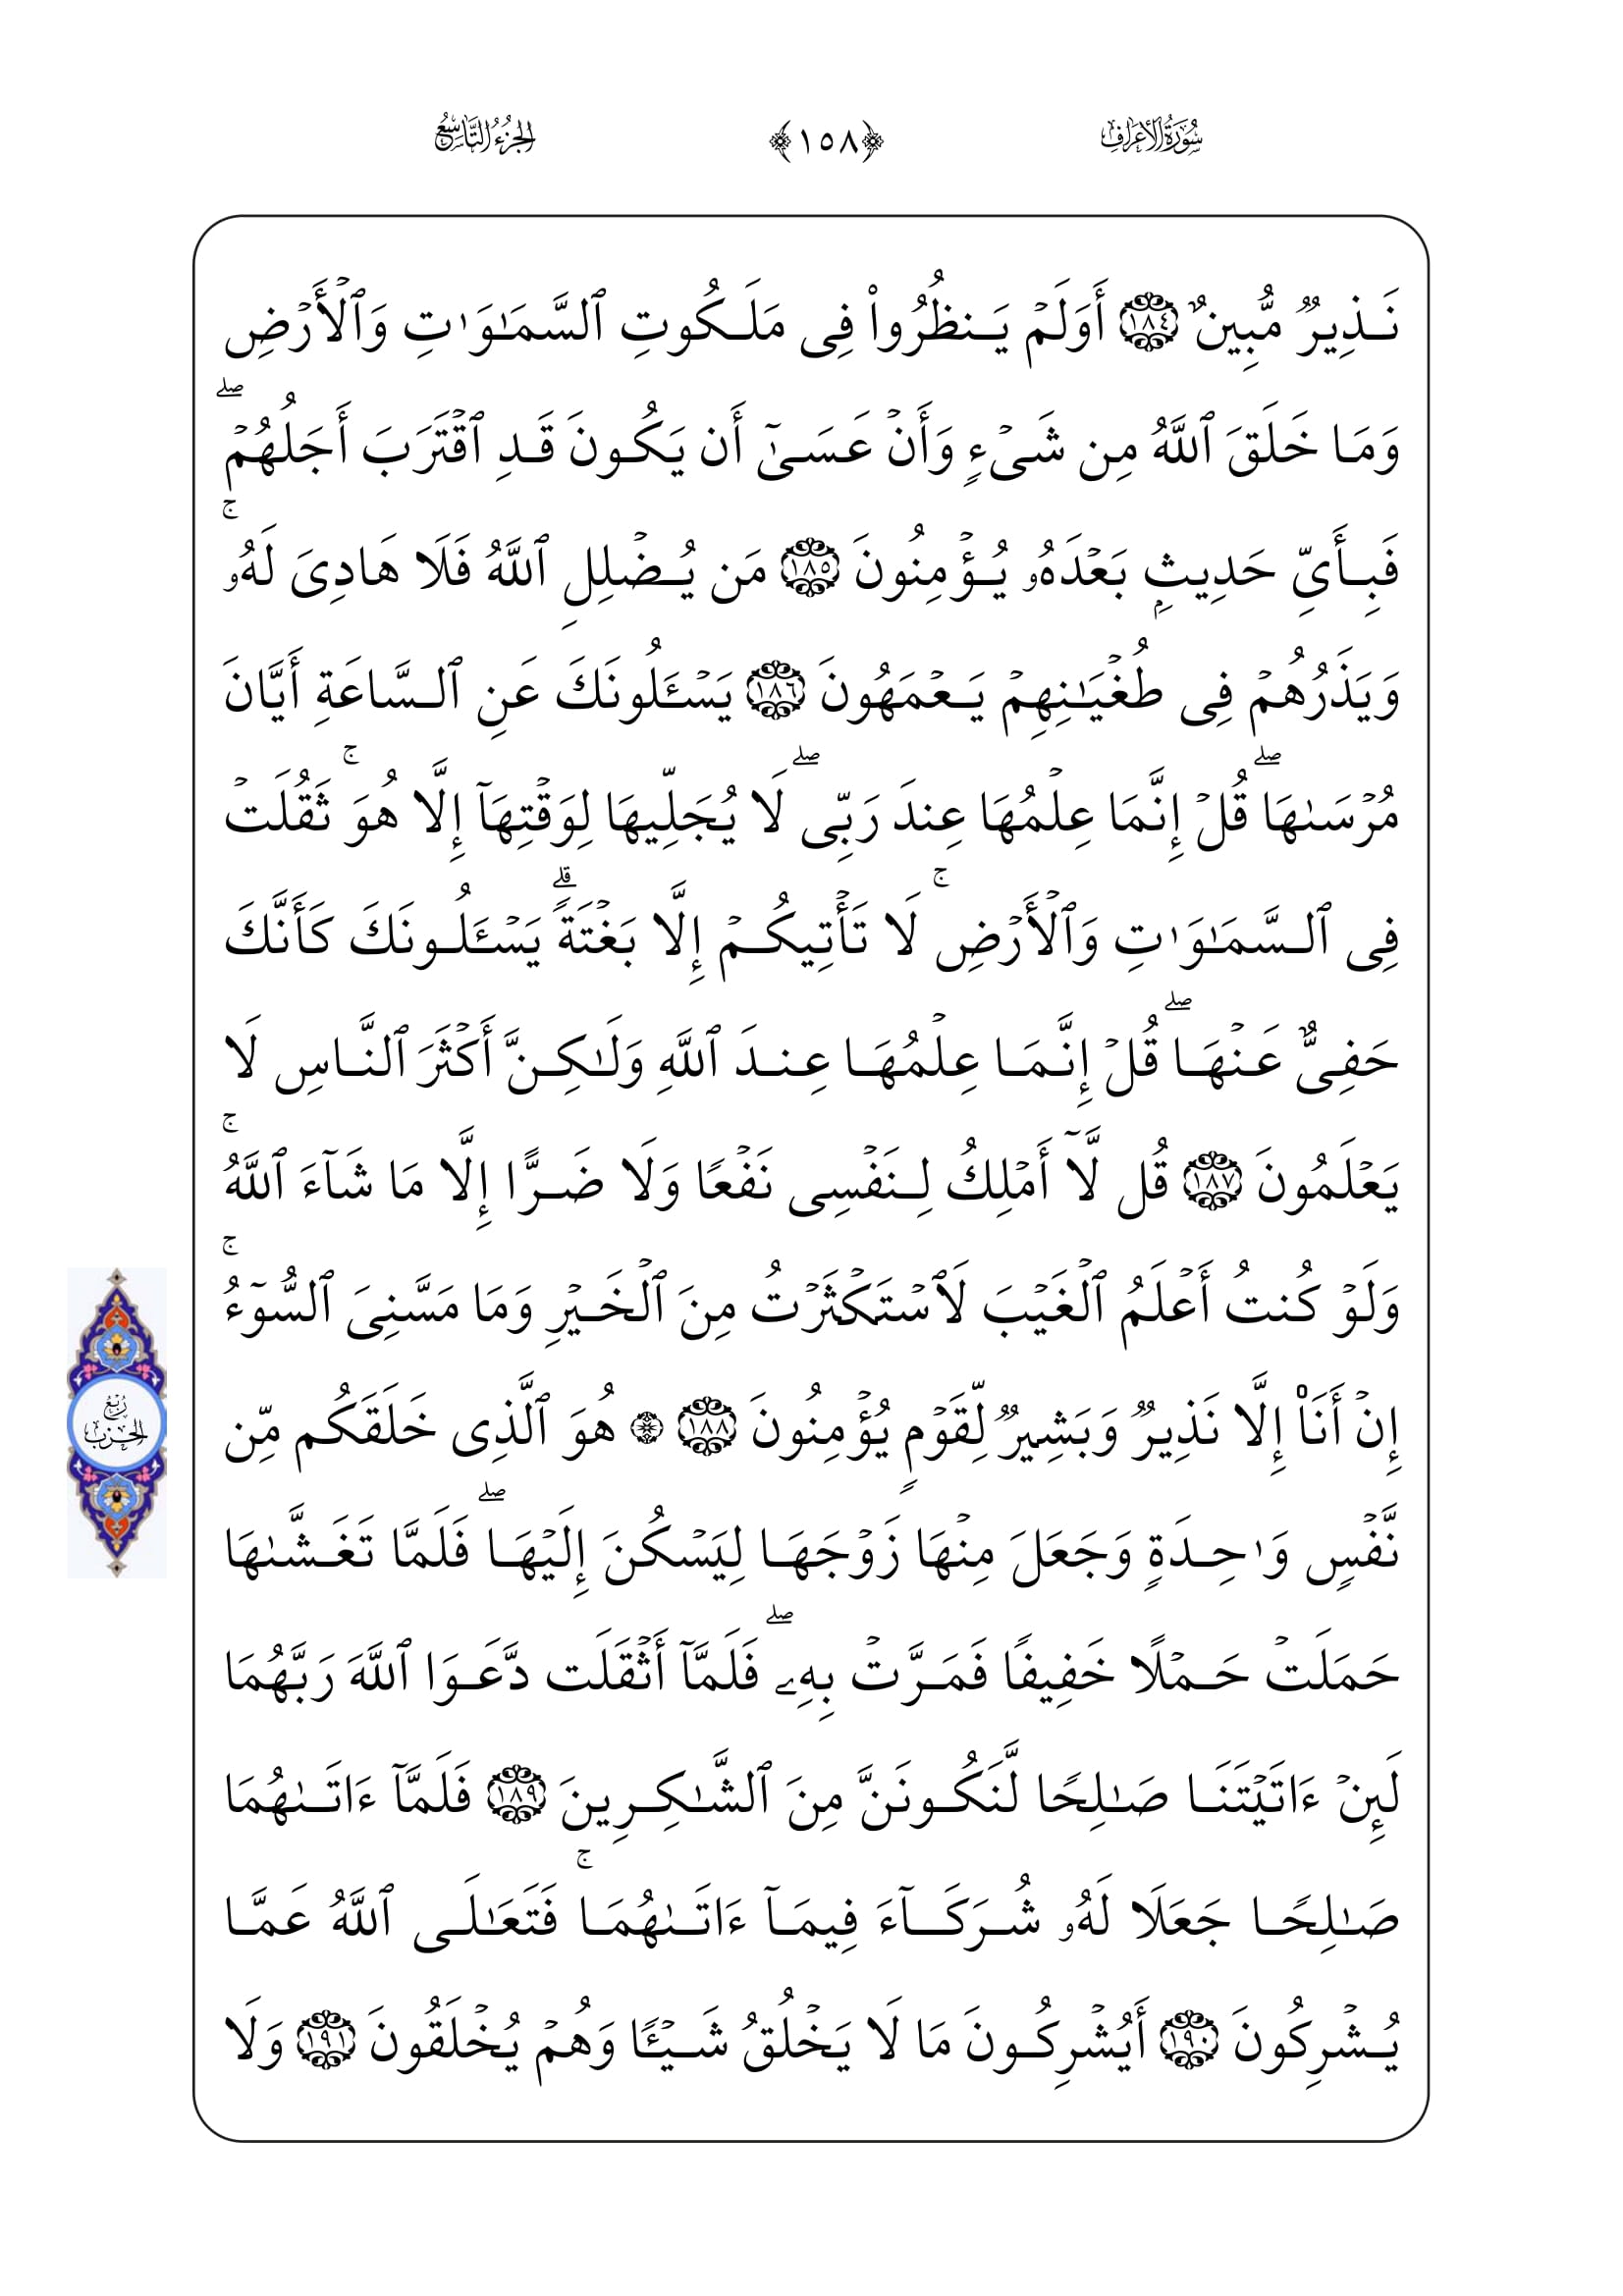 سُورَةُ الأَعۡرَافِ ﴿١٥٨﴾ الجُزۡءُ التَّاسِعُ
نَذِيرٌ مُّبِينٌ ١٨٤ أَوَلَمۡ يَنظُرُواْ فِى مَلَكُوتِ ٱلسَّمَٰوَٰتِ وَٱلۡأَرۡضِ
وَمَا خَلَقَ ٱللَّهُ مِن شَىۡءٍ وَأَنۡ عَسَىٰٓ أَن يَكُونَ قَدِ ٱقۡتَرَبَ أَجَلُهُمۡۖ
فَبِأَىِّ حَدِيثِۭ بَعۡدَهُۥ يُؤۡمِنُونَ ١٨٥ مَن يُضۡلِلِ ٱللَّهُ فَلَا هَادِىَ لَهُۥۚ
وَيَذَرُهُمۡ فِى طُغۡيَٰنِهِمۡ يَعۡمَهُونَ ١٨٦ يَسۡـَٔلُونَكَ عَنِ ٱلسَّاعَةِ أَيَّانَ
مُرۡسَىٰهَاۖ قُلۡ إِنَّمَا عِلۡمُهَا عِندَ رَبِّىۖ لَا يُجَلِّيهَا لِوَقۡتِهَآ إِلَّا هُوَۚ ثَقُلَتۡ
فِى ٱلسَّمَٰوَٰتِ وَٱلۡأَرۡضِۚ لَا تَأۡتِيكُمۡ إِلَّا بَغۡتَةًۗ يَسۡـَٔلُونَكَ كَأَنَّكَ
حَفِىٌّ عَنۡهَاۖ قُلۡ إِنَّمَا عِلۡمُهَا عِندَ ٱللَّهِ وَلَٰكِنَّ أَكۡثَرَ ٱلنَّاسِ لَا
يَعۡلَمُونَ ١٨٧ قُل لَّآ أَمۡلِكُ لِنَفۡسِى نَفۡعًا وَلَا ضَرًّا إِلَّا مَا شَآءَ ٱللَّهُۚ
وَلَوۡ كُنتُ أَعۡلَمُ ٱلۡغَيۡبَ لَٱسۡتَكۡثَرۡتُ مِنَ ٱلۡخَيۡرِ وَمَا مَسَّنِىَ ٱلسُّوٓءُۚ
إِنۡ أَنَا۠ إِلَّا نَذِيرٌ وَبَشِيرٌ لِّقَوۡمٍ يُؤۡمِنُونَ ١٨٨ ۞ هُوَ ٱلَّذِى خَلَقَكُم مِّن
نَّفۡسٍ وَٰحِدَةٍ وَجَعَلَ مِنۡهَا زَوۡجَهَا لِيَسۡكُنَ إِلَيۡهَاۖ فَلَمَّا تَغَشَّىٰهَا
حَمَلَتۡ حَمۡلًا خَفِيفًا فَمَرَّتۡ بِهِۦۖ فَلَمَّآ أَثۡقَلَت دَّعَوَا ٱللَّهَ رَبَّهُمَا
لَئِنۡ ءَاتَيۡتَنَا صَٰلِحًا لَّنَكُونَنَّ مِنَ ٱلشَّٰكِرِينَ ١٨٩ فَلَمَّآ ءَاتَىٰهُمَا
صَٰلِحًا جَعَلَا لَهُۥ شُرَكَآءَ فِيمَآ ءَاتَىٰهُمَاۚ فَتَعَٰلَى ٱللَّهُ عَمَّا
يُشۡرِكُونَ ١٩٠ أَيُشۡرِكُونَ مَا لَا يَخۡلُقُ شَيۡـًٔا وَهُمۡ يُخۡلَقُونَ ١٩١ وَلَا
رُبُعُ
الحِزۡبِ